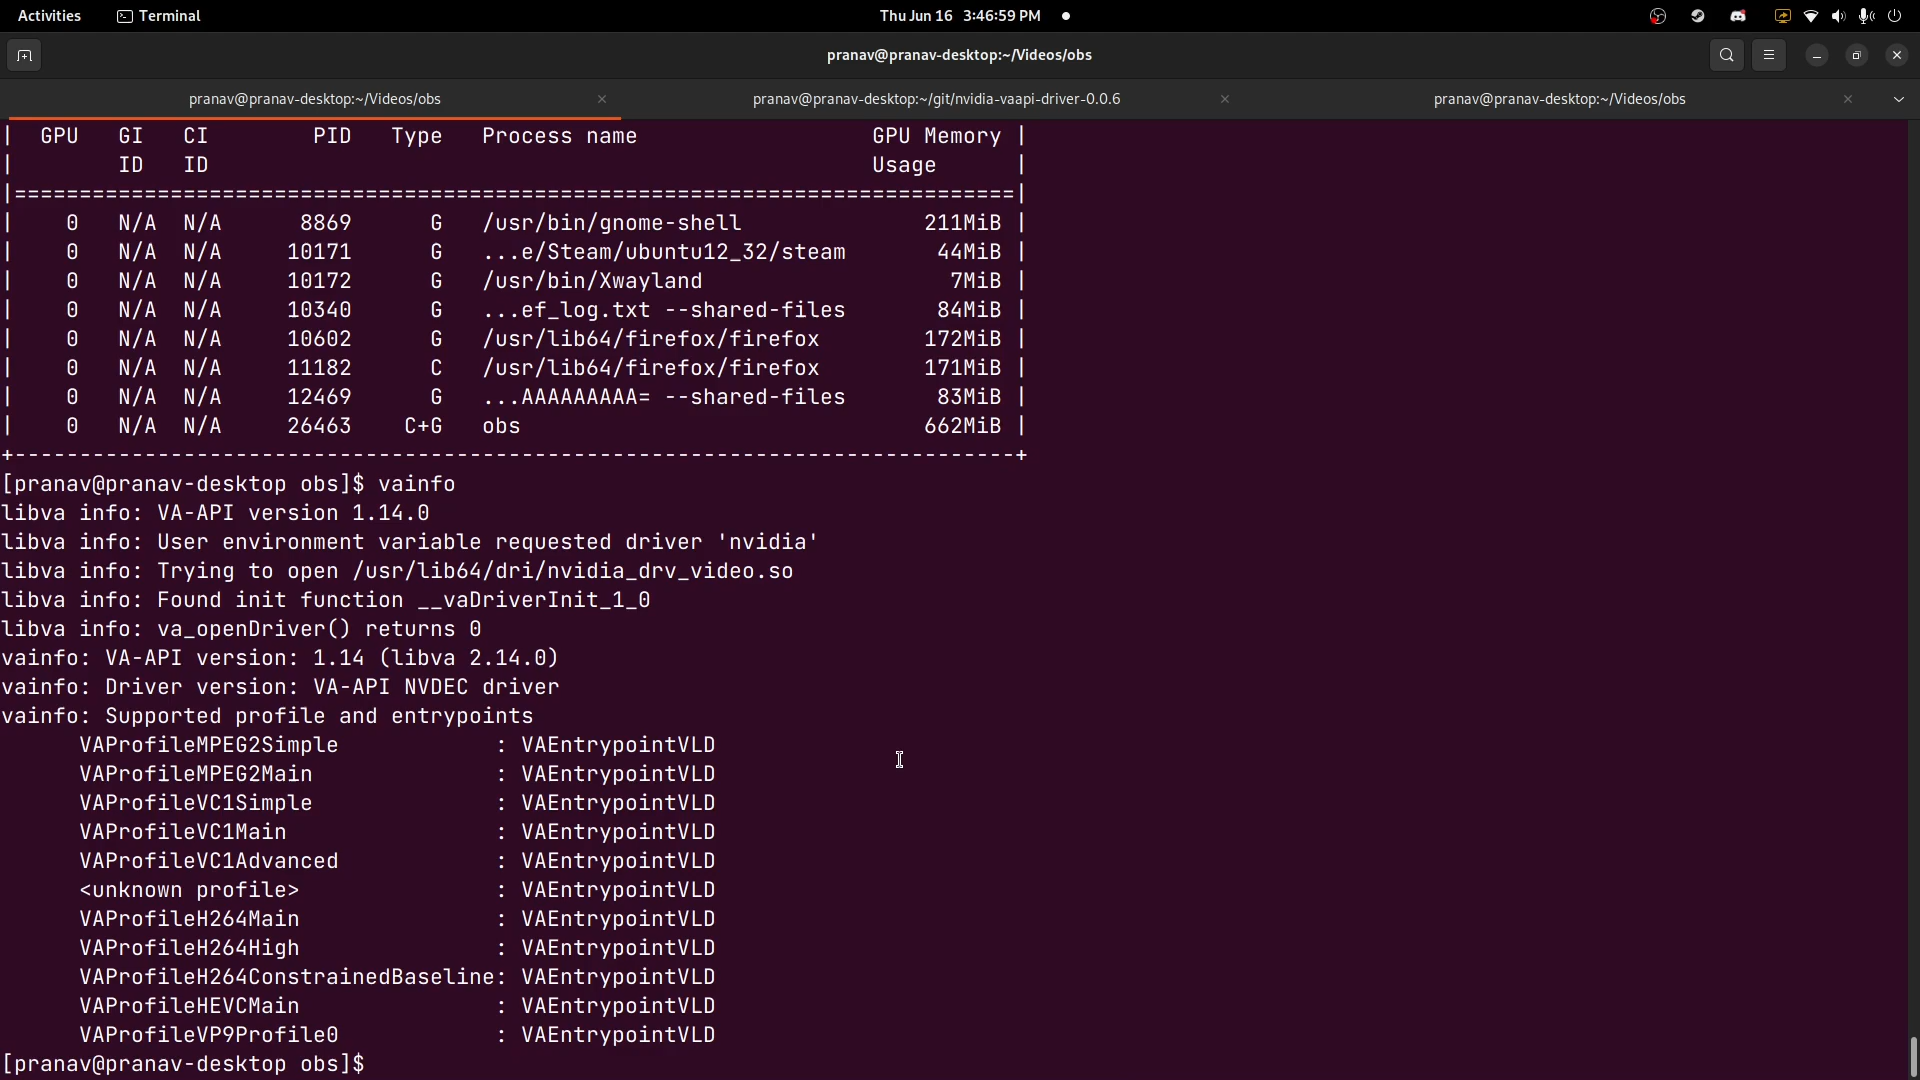 Activities
Terminal
Thu Jun 16 3:46:59 PM
pranav@pranav-desktop:~/Videos/obs
pranav@pranav-desktop:~/Videos/obs
pranav@pranav-desktop:~/git/nvidia-vaapi-driver-0.0.6
pranav@pranav-desktop:~/Videos/obs
|  GPU   GI   CI        PID   Type   Process name                  GPU Memory |
|        ID   ID                                                   Usage      |
|=============================================================================|
|    0   N/A  N/A      8869      G   /usr/bin/gnome-shell              211MiB |
|    0   N/A  N/A     10171      G   ...e/Steam/ubuntu12_32/steam       44MiB |
|    0   N/A  N/A     10172      G   /usr/bin/Xwayland                   7MiB |
|    0   N/A  N/A     10340      G   ...ef_log.txt --shared-files       84MiB |
|    0   N/A  N/A     10602      G   /usr/lib64/firefox/firefox        172MiB |
|    0   N/A  N/A     11182      C   /usr/lib64/firefox/firefox        171MiB |
|    0   N/A  N/A     12469      G   ...AAAAAAAAA= --shared-files       83MiB |
|    0   N/A  N/A     26463    C+G   obs                               662MiB |
+-----------------------------------------------------------------------------+
[pranav@pranav-desktop obs]$ vainfo
libva info: VA-API version 1.14.0
libva info: User environment variable requested driver 'nvidia'
libva info: Trying to open /usr/lib64/dri/nvidia_drv_video.so
libva info: Found init function __vaDriverInit_1_0
libva info: va_openDriver() returns 0
vainfo: VA-API version: 1.14 (libva 2.14.0)
vainfo: Driver version: VA-API NVDEC driver
vainfo: Supported profile and entrypoints
      VAProfileMPEG2Simple            : VAEntrypointVLD
      VAProfileMPEG2Main              : VAEntrypointVLD
      VAProfileVC1Simple              : VAEntrypointVLD
      VAProfileVC1Main                : VAEntrypointVLD
      VAProfileVC1Advanced            : VAEntrypointVLD
      <unknown profile>               : VAEntrypointVLD
      VAProfileH264Main               : VAEntrypointVLD
      VAProfileH264High               : VAEntrypointVLD
      VAProfileH264ConstrainedBaseline: VAEntrypointVLD
      VAProfileHEVCMain               : VAEntrypointVLD
      VAProfileVP9Profile0            : VAEntrypointVLD
[pranav@pranav-desktop obs]$